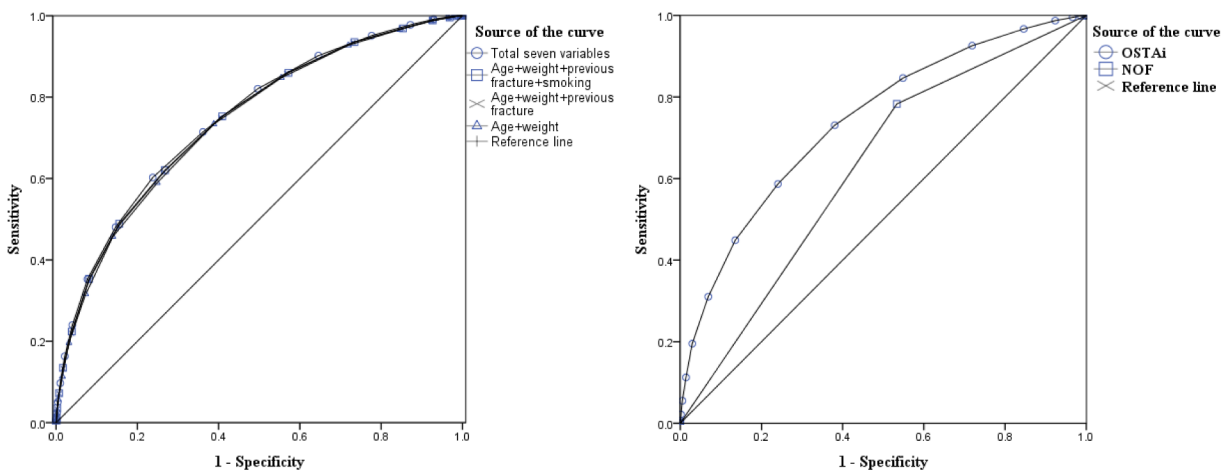 1.0
0.8
0.6
0.4
0.2
0.0
Sensitivity
0.0 0.2 0.4 0.6 0.8 1.0
1 - Specificity
Source of the curve
Total seven variables
Age+weight+previous
fracture+smoking
Age+weight+previous
fracture
Age+weight
Reference line
1.0
0.8
0.6
0.4
0.2
0.0
Sensitivity
0.0 0.2 0.4 0.6 0.8 1.0
1 - Specificity
Source of the curve
OSTAi
NOF
Reference line